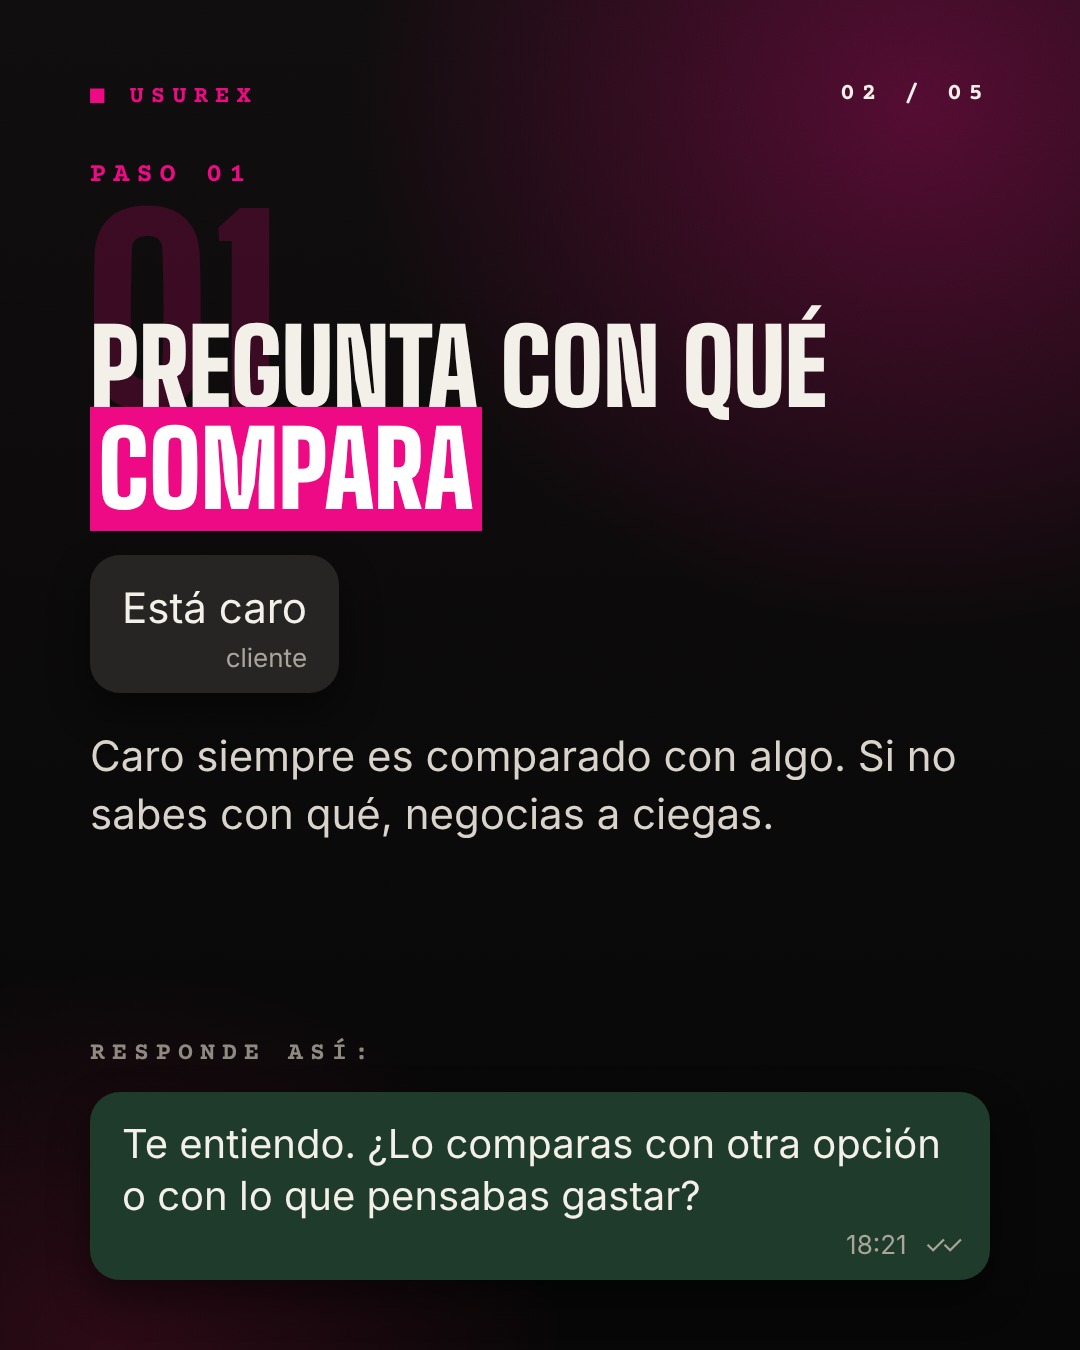 USUREX
02 / 05
PASO 01
01
PREGUNTA CON QUÉ
COMPARA
Está caro
cliente
Caro siempre es comparado con algo. Si no
sabes con qué, negocias a ciegas.
RESPONDE ASÍ:
Te entiendo. ¿Lo comparas con otra opción
o con lo que pensabas gastar?
18:21